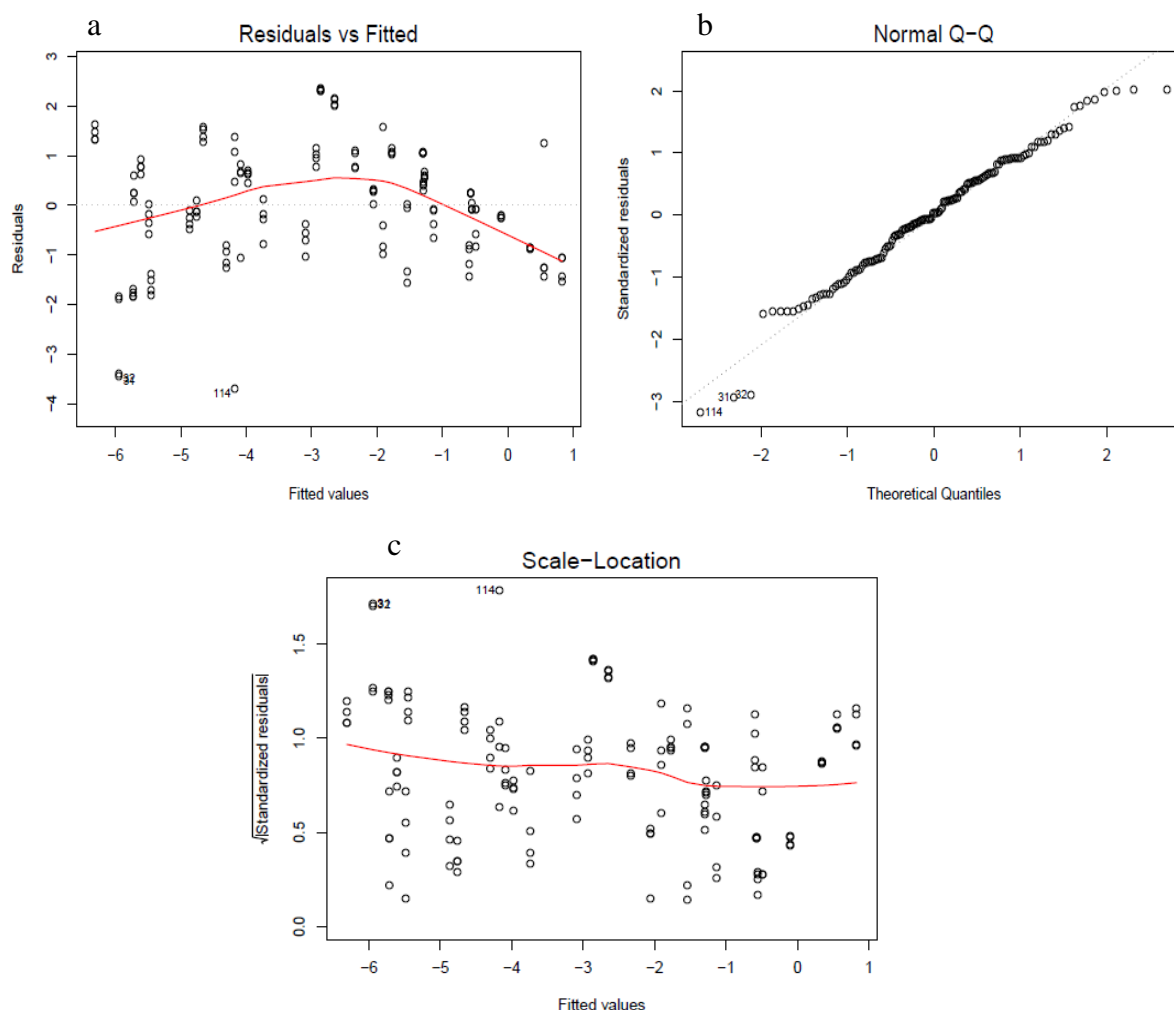 a
Residuals vs Fitted
3
2
1
0
−1
−2
−3
−4
Residuals
114
−6 −5 −4 −3 −2 −1 0 1
Fitted values
b
Normal Q−Q
2
1
0
−1
−2
−3
Standardized residuals
31 32
114
−2 −1 0 1 2
Theoretical Quantiles
c
Scale−Location
1.5
1.0
0.5
0.0
√|Standardized residuals|
114
−6 −5 −4 −3 −2 −1 0 1
Fitted values